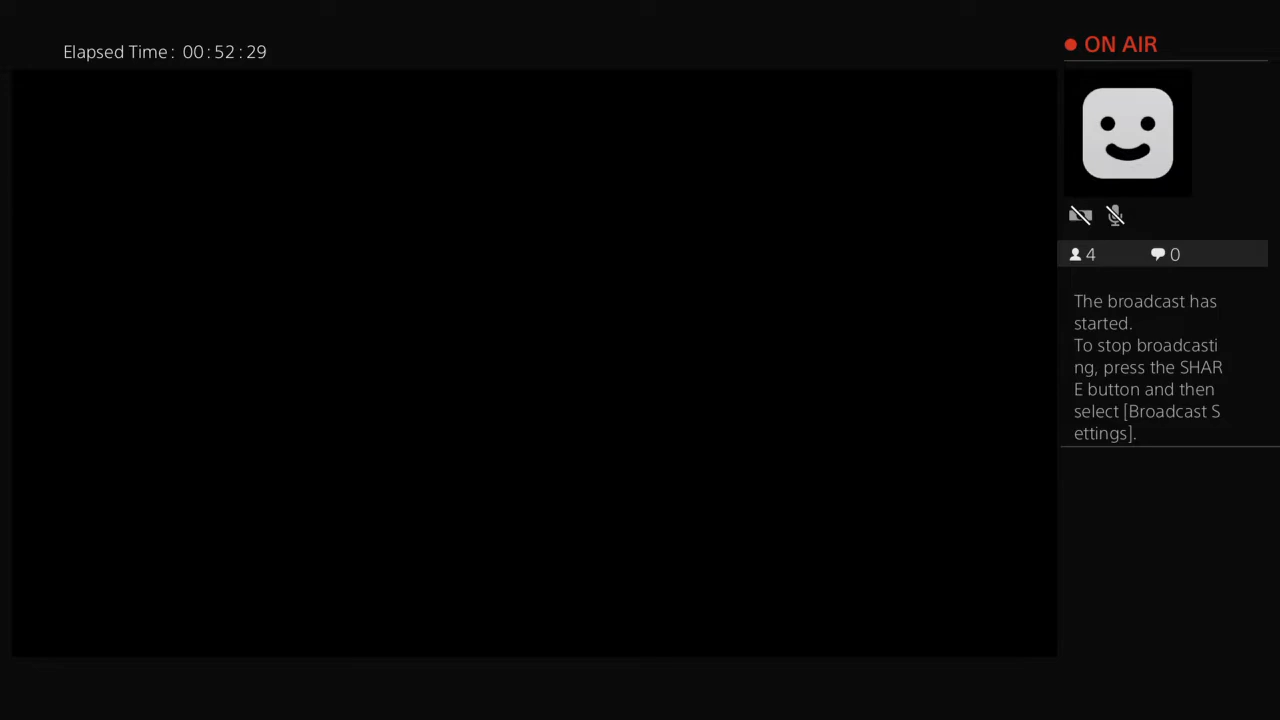 Elapsed Time: 00:52:29
ON AIR
4 0
The broadcast has
started.
To stop broadcasti
ng, press the SHAR
E button and then
select [Broadcast S
ettings].